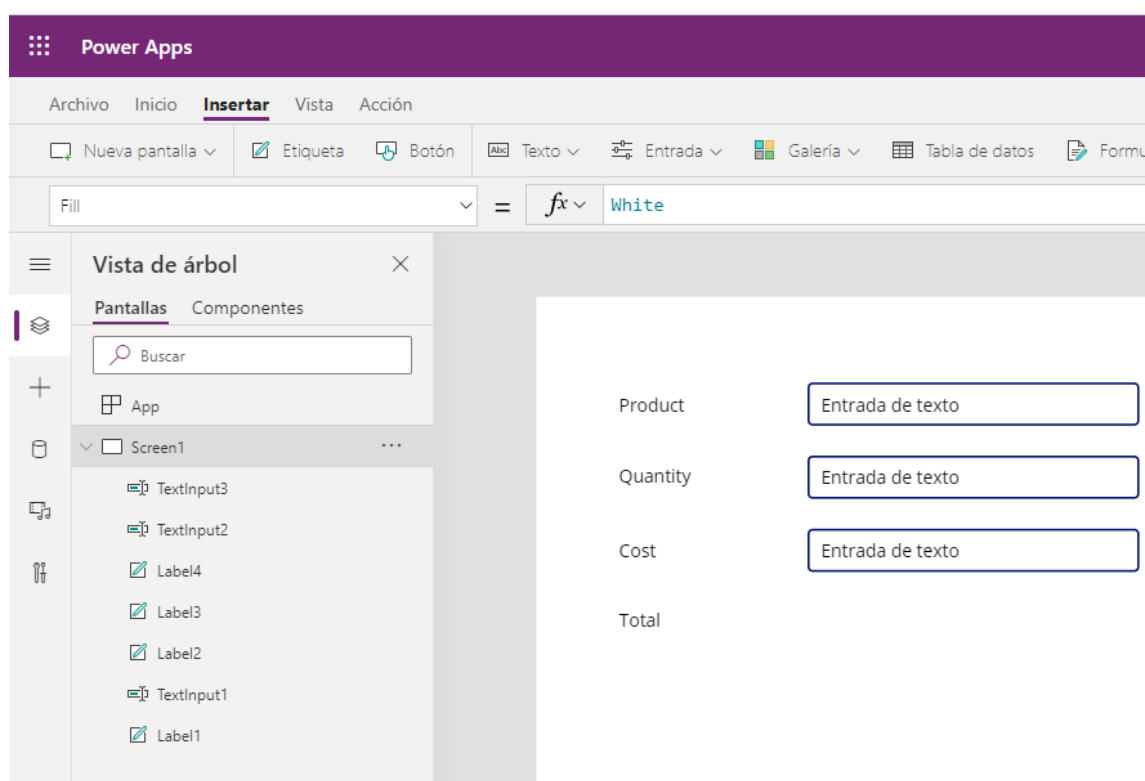 Power Apps
Archivo Inicio Insertar Vista Acción
Nueva pantalla Etiqueta Botón Abc Texto Entrada Galería Tabla de datos Formu
Fill = fx White
Vista de árbol
Pantallas Componentes
Buscar
App
Screen1
TextInput3
TextInput2
Label4
Label3
Label2
TextInput1
Label1
Product Entrada de texto
Quantity Entrada de texto
Cost Entrada de texto
Total